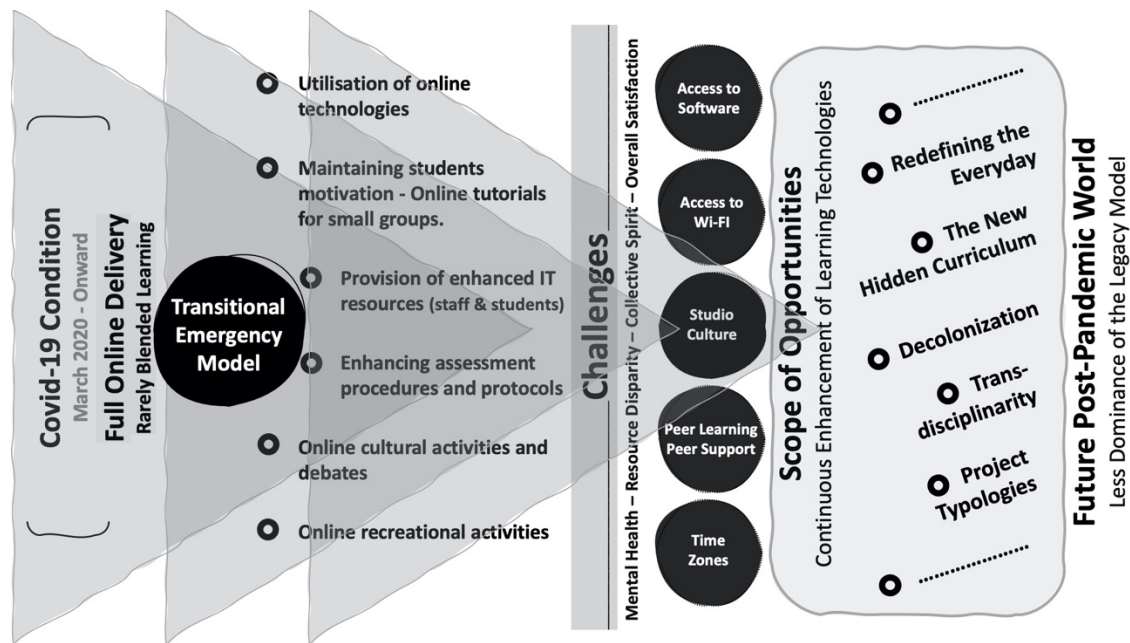 Covid-19 Condition
March 2020 - Onward
Full Online Delivery
Rarely Blended Learning
Transitional
Emergency
Model
Utilisation of online
technologies
Maintaining students
motivation - Online tutorials
for small groups.
Provision of enhanced IT
resources (staff & students)
Enhancing assessment
procedures and protocols
Online cultural activities and
debates
Online recreational activities
Challenges
Mental Health – Resource Disparity – Collective Spirit – Overall Satisfaction
Access to
Software
Access to
Wi-FI
Studio
Culture
Peer Learning
Peer Support
Time
Zones
Scope of Opportunities
Continuous Enhancement of Learning Technologies
Redefining the
Everyday
The New
Hidden Curriculum
Decolonization
Trans-
disciplinarity
Project
Typologies
Future Post-Pandemic World
Less Dominance of the Legacy Model